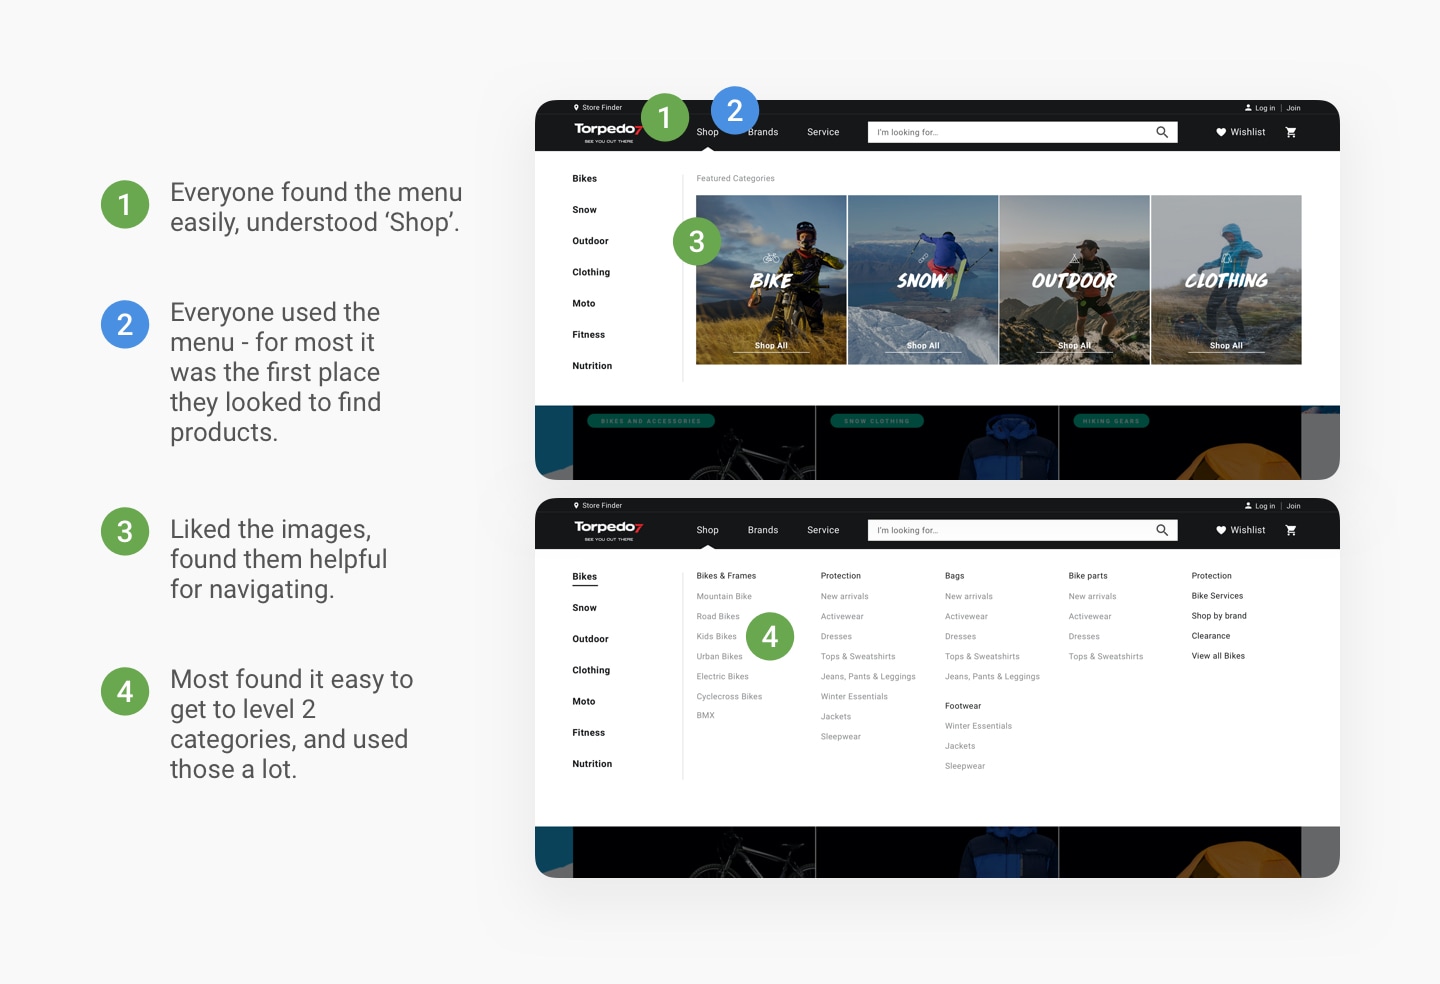 1
Everyone found the menu
easily, understood ‘Shop’.
2
Everyone used the
menu - for most it
was the first place
they looked to find
products.
3
Liked the images,
found them helpful
for navigating.
4
Most found it easy to
get to level 2
categories, and used
those a lot.
Store Finder
Log in | Join
Torpedo7
SEE YOU OUT THERE
1
Shop
2
Brands
Service
I'm looking for...
Wishlist
Bikes
Snow
Outdoor
Clothing
Moto
Fitness
Nutrition
Featured Categories
3
BIKE
Shop All
SNOW
Shop All
OUTDOOR
Shop All
CLOTHING
Shop All
BIKES AND ACCESSORIES
SNOW CLOTHING
HIKING GEARS
Store Finder
Log in | Join
Torpedo7
SEE YOU OUT THERE
Shop
Brands
Service
I'm looking for...
Wishlist
Bikes
Snow
Outdoor
Clothing
Moto
Fitness
Nutrition
Bikes & Frames
Mountain Bike
Road Bikes
Kids Bikes
Urban Bikes
Electric Bikes
Cyclecross Bikes
BMX
4
Protection
New arrivals
Activewear
Dresses
Tops & Sweatshirts
Jeans, Pants & Leggings
Winter Essentials
Jackets
Sleepwear
Bags
New arrivals
Activewear
Dresses
Tops & Sweatshirts
Jeans, Pants & Leggings
Footwear
Winter Essentials
Jackets
Sleepwear
Bike parts
New arrivals
Activewear
Dresses
Tops & Sweatshirts
Protection
Bike Services
Shop by brand
Clearance
View all Bikes